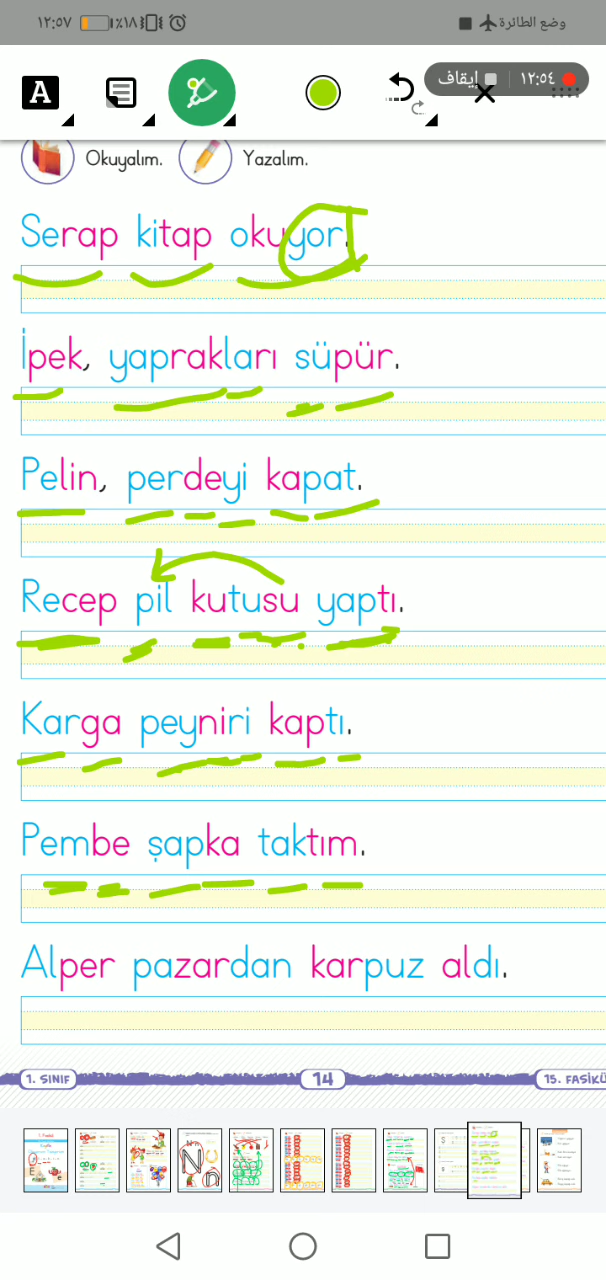 ١٢:٥٧ ٪١٨ وضع الطائرة
إيقاف ١٢:٥٤
A
Okuyalım. Yazalım.
Serap kitap okuyor.
İpek, yaprakları süpür.
Pelin, perdeyi kapat.
Recep pil kutusu yaptı.
Karga peyniri kaptı.
Pembe şapka taktım.
Alper pazardan karpuz aldı.
1. SINIF 14 15. FASİKÜ